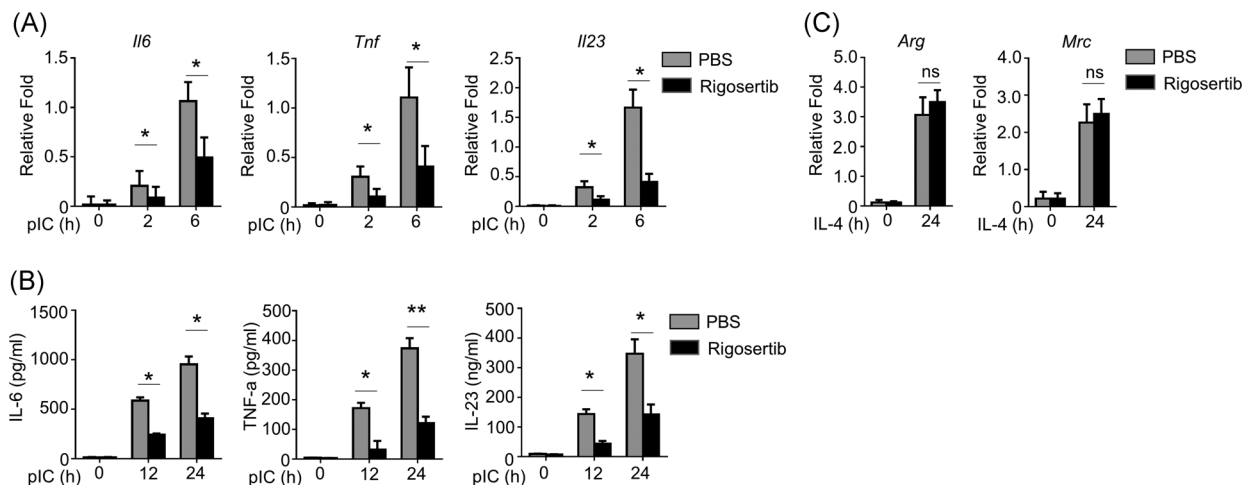 (A)
Il6
Relative Fold
1.5
1.0
0.5
0
pIC (h)
0
2
6
*
*
Tnf
Relative Fold
1.5
1.0
0.5
0
pIC (h)
0
2
6
*
*
Il23
Relative Fold
2.0
1.5
1.0
0.5
0
pIC (h)
0
2
6
*
*
PBS
Rigosertib
(C)
Arg
Relative Fold
5.0
4.0
3.0
2.0
1.0
0
IL-4 (h)
0
24
ns
Mrc
Relative Fold
4.0
3.0
2.0
1.0
0
IL-4 (h)
0
24
ns
PBS
Rigosertib
(B)
IL-6 (pg/ml)
1500
1000
500
0
pIC (h)
0
12
24
*
*
TNF-a (pg/ml)
500
400
300
200
100
0
pIC (h)
0
12
24
*
**
IL-23 (ng/ml)
500
400
300
200
100
0
pIC (h)
0
12
24
*
*
PBS
Rigosertib